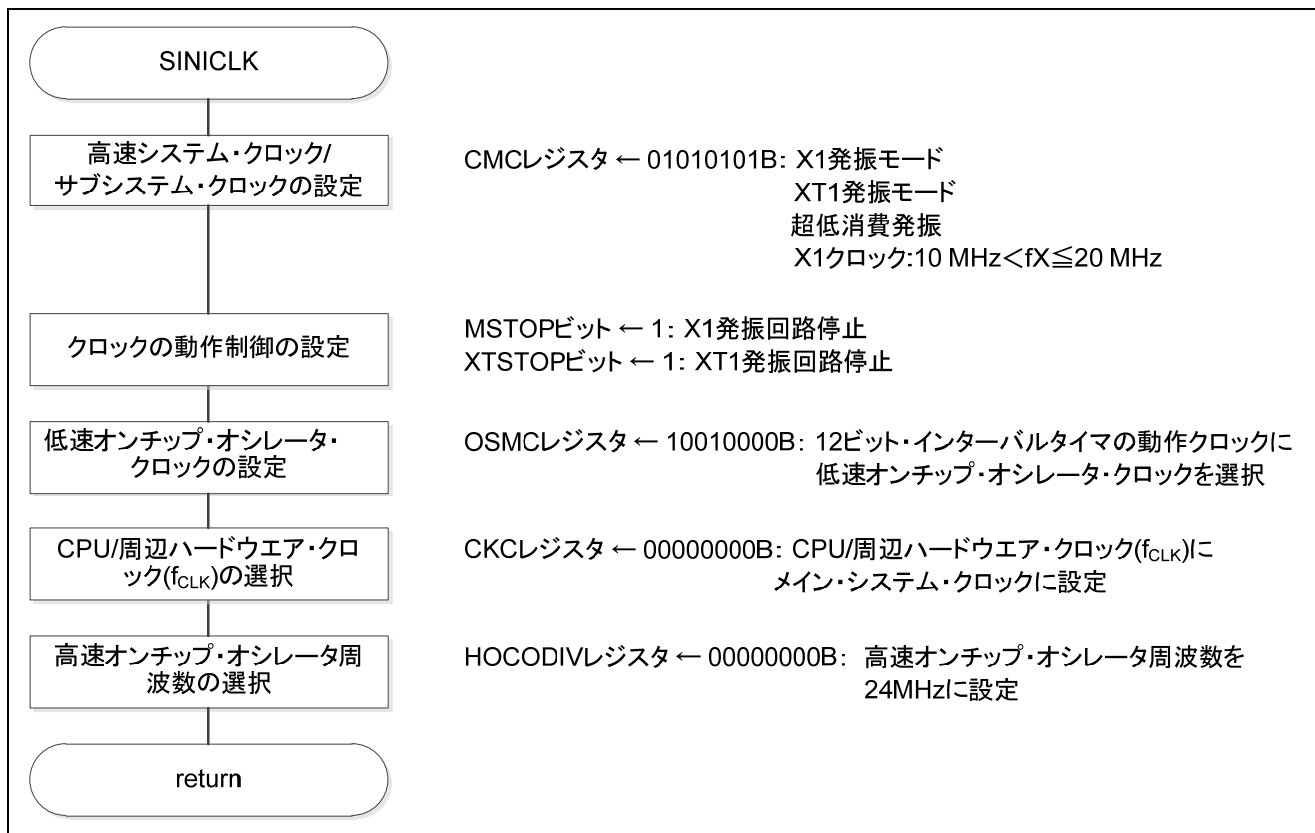 SINICLK
高速システム・クロック/
サブシステム・クロックの設定
CMCレジスタ ← 01010101B: X1発振モード
XT1発振モード
超低消費発振
X1クロック:10 MHz<fX≦20 MHz
クロックの動作制御の設定
MSTOPビット ← 1: X1発振回路停止
XTSTOPビット ← 1: XT1発振回路停止
低速オンチップ・オシレータ・
クロックの設定
OSMCレジスタ ← 10010000B: 12ビット・インターバルタイマの動作クロックに
低速オンチップ・オシレータ・クロックを選択
CPU/周辺ハードウエア・クロ
ック(fCLK)の選択
CKCレジスタ ← 00000000B: CPU/周辺ハードウエア・クロック(fCLK)に
メイン・システム・クロックに設定
高速オンチップ・オシレータ周
波数の選択
HOCODIVレジスタ ← 00000000B: 高速オンチップ・オシレータ周波数を
24MHzに設定
return